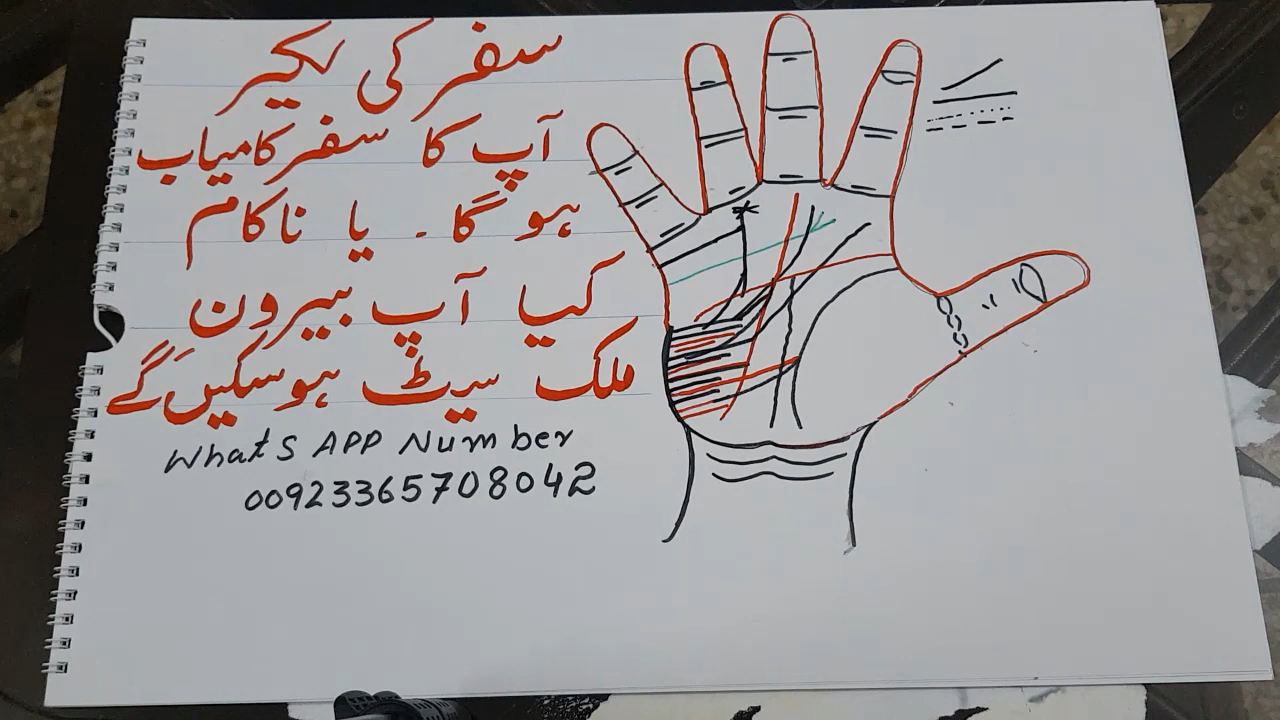 سفر کی لکیر
آپ کا سفر کامیاب
ہو گا ۔ یا ناکام
کیا آپ بیرونِ
ملک سیٹ ہو سکیں گے
WhatS APP Number
00923365708042